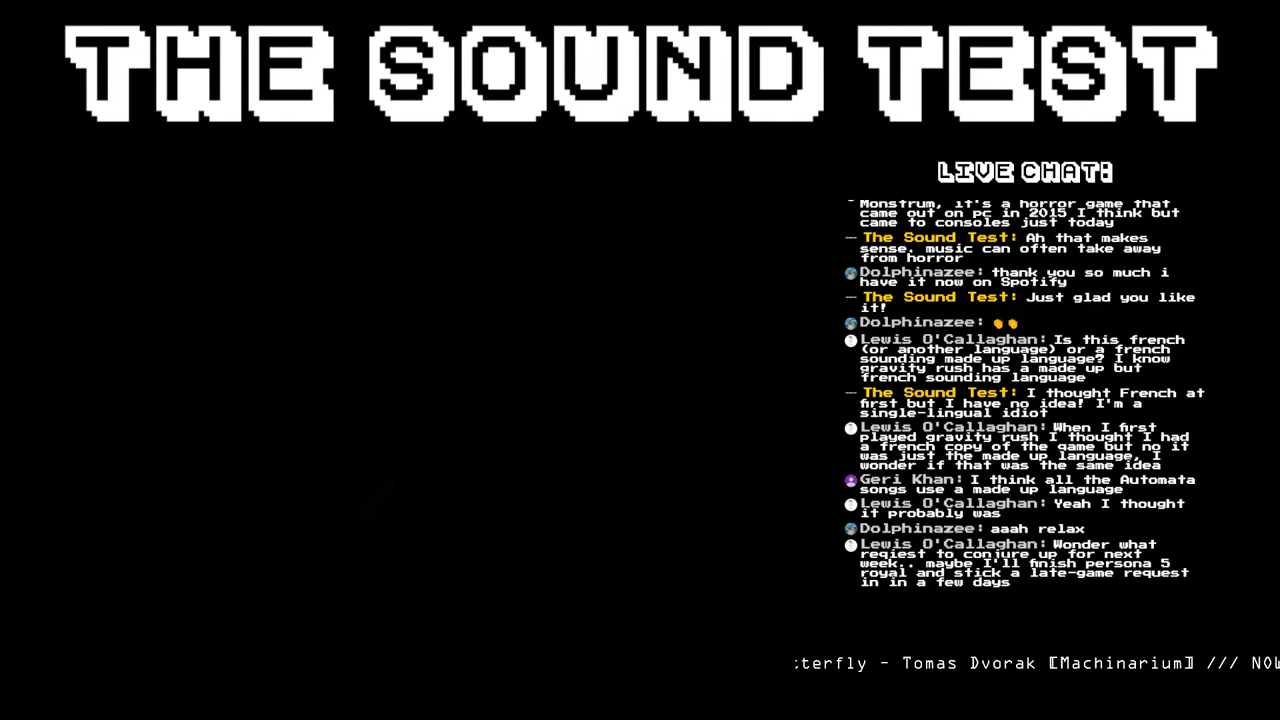 THE SOUND TEST
LIVE CHAT:
Monstrum, it's a horror game that
came out on pc in 2015 I think but
came to consoles just today
The Sound Test: Ah that makes
sense. music can often take away
from horror
Dolphinazee: thank you so much i
have it now on Spotify
The Sound Test: Just glad you like
it!
Dolphinazee: 👏👏
Lewis O'Callaghan: Is this french
(or another language) or a french
sounding made up language? I know
gravity rush has a made up but
french sounding language
The Sound Test: I thought French at
first but I have no idea! I'm a
single-lingual idiot
Lewis O'Callaghan: When I first
played gravity rush I thought I had
a french copy of the game but no it
was just the made up language, I
wonder if that was the same idea
Geri Khan: I think all the Automata
songs use a made up language
Lewis O'Callaghan: Yeah I thought
it probably was
Dolphinazee: aaah relax
Lewis O'Callaghan: Wonder what
reqiest to conjure up for next
week.. maybe I'll finish persona 5
royal and stick a late-game request
in in a few days
terfly - Tomas Dvorak [Machinarium] /// NOW